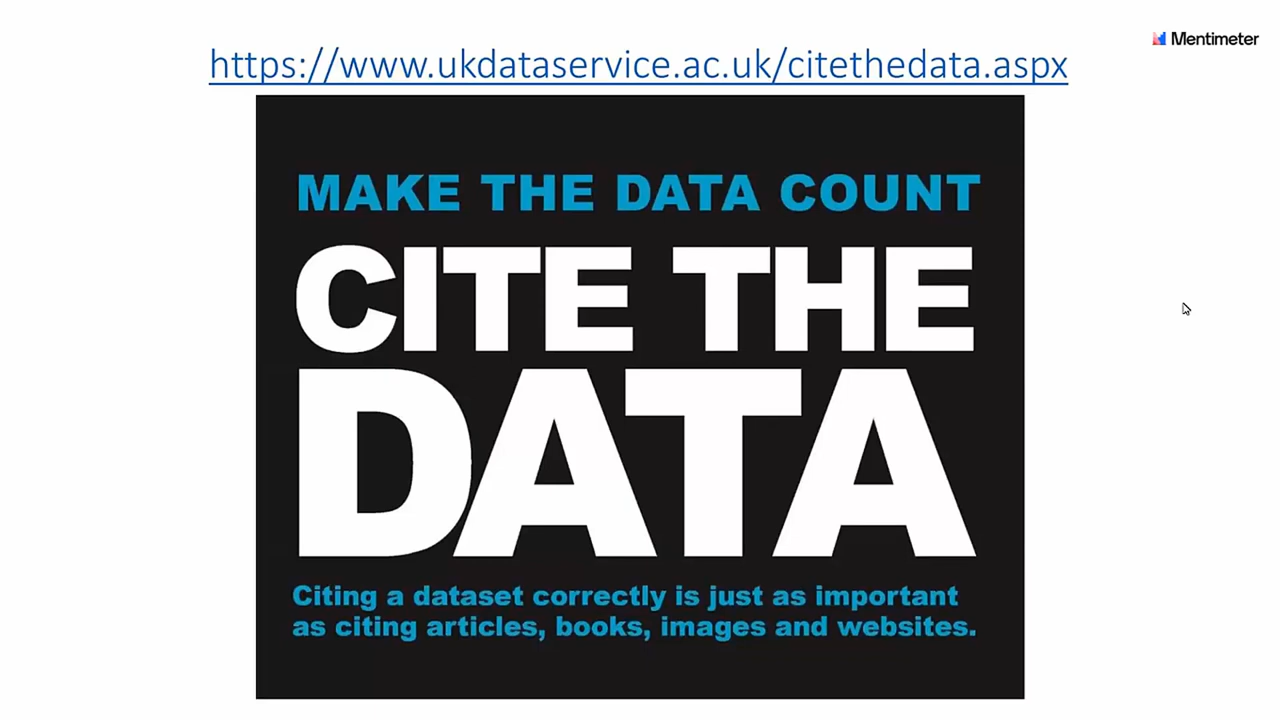 Mentimeter
https://www.ukdataservice.ac.uk/citethedata.aspx
MAKE THE DATA COUNT
CITE THE
DATA
Citing a dataset correctly is just as important
as citing articles, books, images and websites.